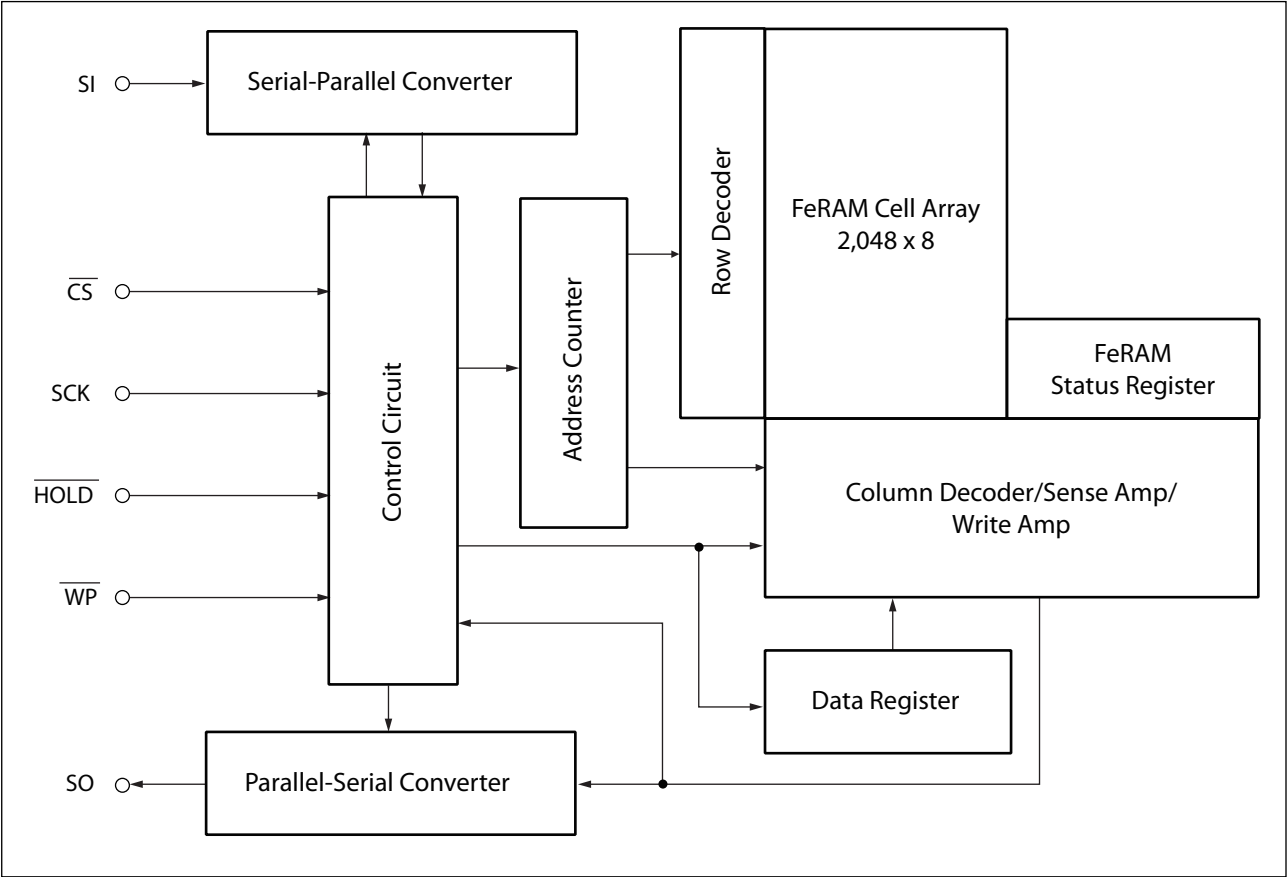 SI
Serial-Parallel Converter
CS
SCK
HOLD
WP
SO
Control Circuit
Address Counter
Row Decoder
FeRAM Cell Array
2,048 x 8
FeRAM
Status Register
Column Decoder/Sense Amp/
Write Amp
Data Register
Parallel-Serial Converter